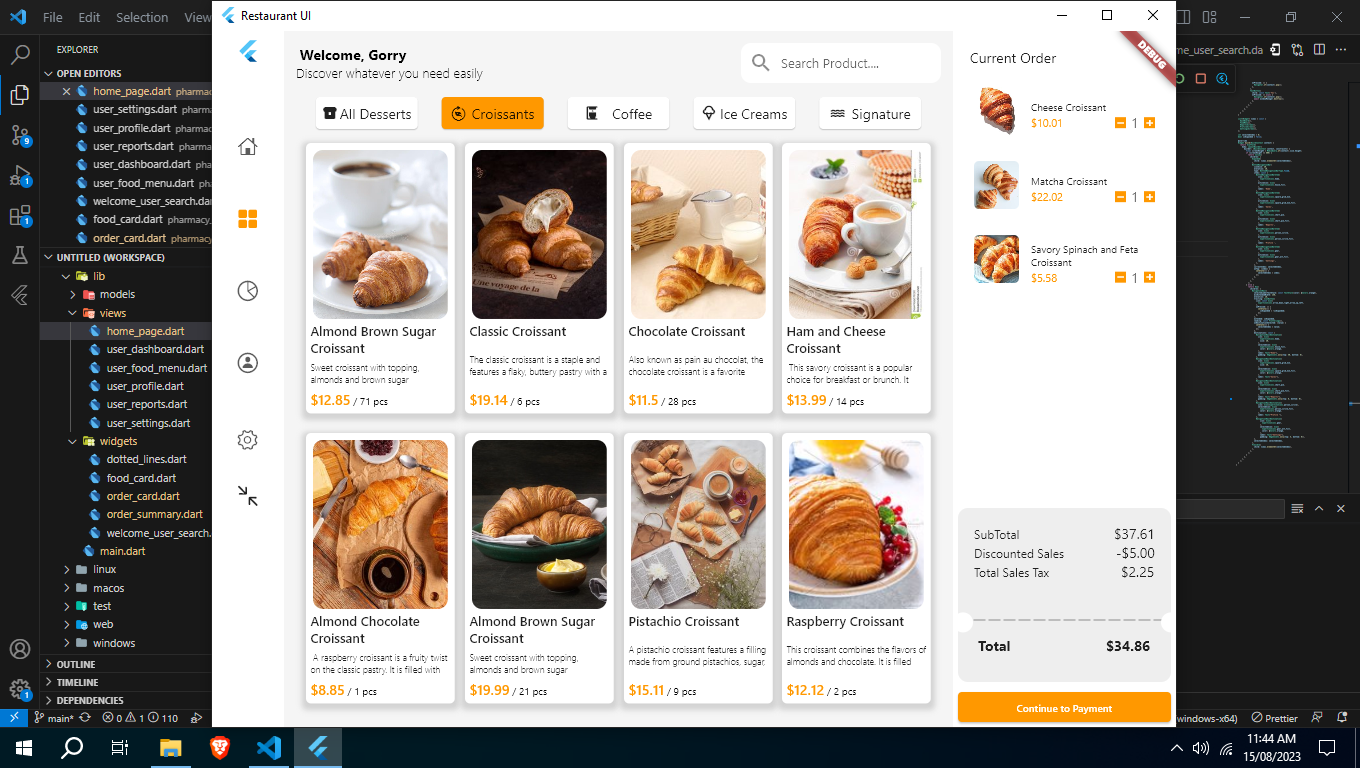 File Edit Selection View
Restaurant UI
EXPLORER
OPEN EDITORS
home_page.dart pharmac
user_settings.dart pharma
user_profile.dart pharmac
user_reports.dart pharmac
user_dashboard.dart
user_food_menu.dart
welcome_user_search.dart
food_card.dart pharmacy_
order_card.dart pharmacy
UNTITLED (WORKSPACE)
lib
models
views
home_page.dart
user_dashboard.dart
user_food_menu.dart
user_profile.dart
user_reports.dart
user_settings.dart
widgets
dotted_lines.dart
food_card.dart
order_card.dart
order_summary.dart
welcome_user_search.
main.dart
linux
macos
test
web
windows
OUTLINE
TIMELINE
DEPENDENCIES
9
1
1
1
main* 0 1 110
Welcome, Gorry
Discover whatever you need easily
Search Product....
All Desserts Croissants Coffee Ice Creams Signature
Almond Brown Sugar
Croissant
Sweet croissant with topping,
almonds and brown sugar
$12.85 / 71 pcs
Classic Croissant
The classic croissant is a staple and
features a flaky, buttery pastry with a
$19.14 / 6 pcs
Une voyage de la
Chocolate Croissant
Also known as pain au chocolat, the
chocolate croissant is a favorite
$11.5 / 28 pcs
Ham and Cheese
Croissant
This savory croissant is a popular
choice for breakfast or brunch. It
$13.99 / 14 pcs
Almond Chocolate
Croissant
A raspberry croissant is a fruity twist
on the classic pastry. It is filled with
$8.85 / 1 pcs
Almond Brown Sugar
Croissant
Sweet croissant with topping,
almonds and brown sugar
$19.99 / 21 pcs
Pistachio Croissant
A pistachio croissant features a filling
made from ground pistachios, sugar,
$15.11 / 9 pcs
Raspberry Croissant
This croissant combines the flavors of
almonds and chocolate. It is filled
$12.12 / 2 pcs
DEBUG
Current Order
Cheese Croissant
$10.01 1
Matcha Croissant
$22.02 1
Savory Spinach and Feta
Croissant
$5.58 1
SubTotal $37.61
Discounted Sales -$5.00
Total Sales Tax $2.25
Total $34.86
Continue to Payment
me_user_search.da
windows-x64) Prettier
11:44 AM
15/08/2023